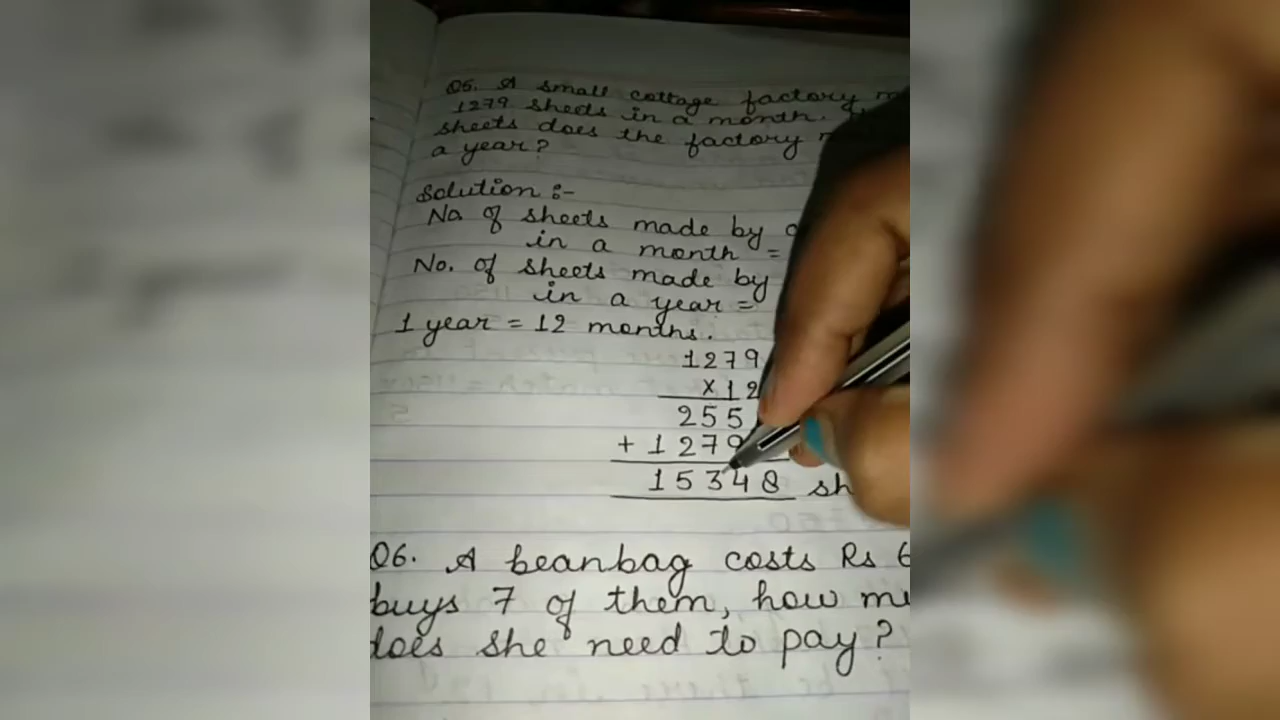 Q5. A small cottage factory
1279 sheets in a month.
sheets does the factory
a year?
Solution :-
No of sheets made by
in a month =
No. of sheets made by
in a year =
1 year = 12 months.
1279
x 12
255
+ 1279
15348 sh
Q6. A beanbag costs Rs 6
buys 7 of them, how
does she need to pay?